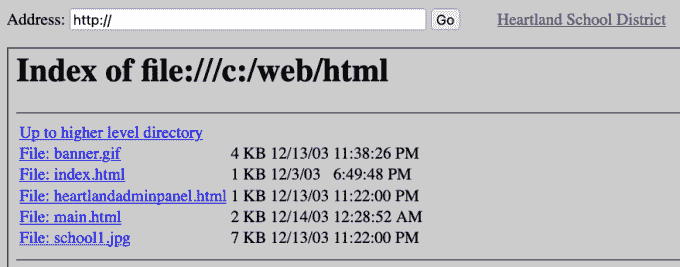 Address: http:// Go Heartland School District
Index of file:///c:/web/html
Up to higher level directory
File: banner.gif 4 KB 12/13/03 11:38:26 PM
File: index.html 1 KB 12/3/03 6:49:48 PM
File: heartlandadminpanel.html 1 KB 12/13/03 11:22:00 PM
File: main.html 2 KB 12/14/03 12:28:52 AM
File: school1.jpg 7 KB 12/13/03 11:22:00 PM